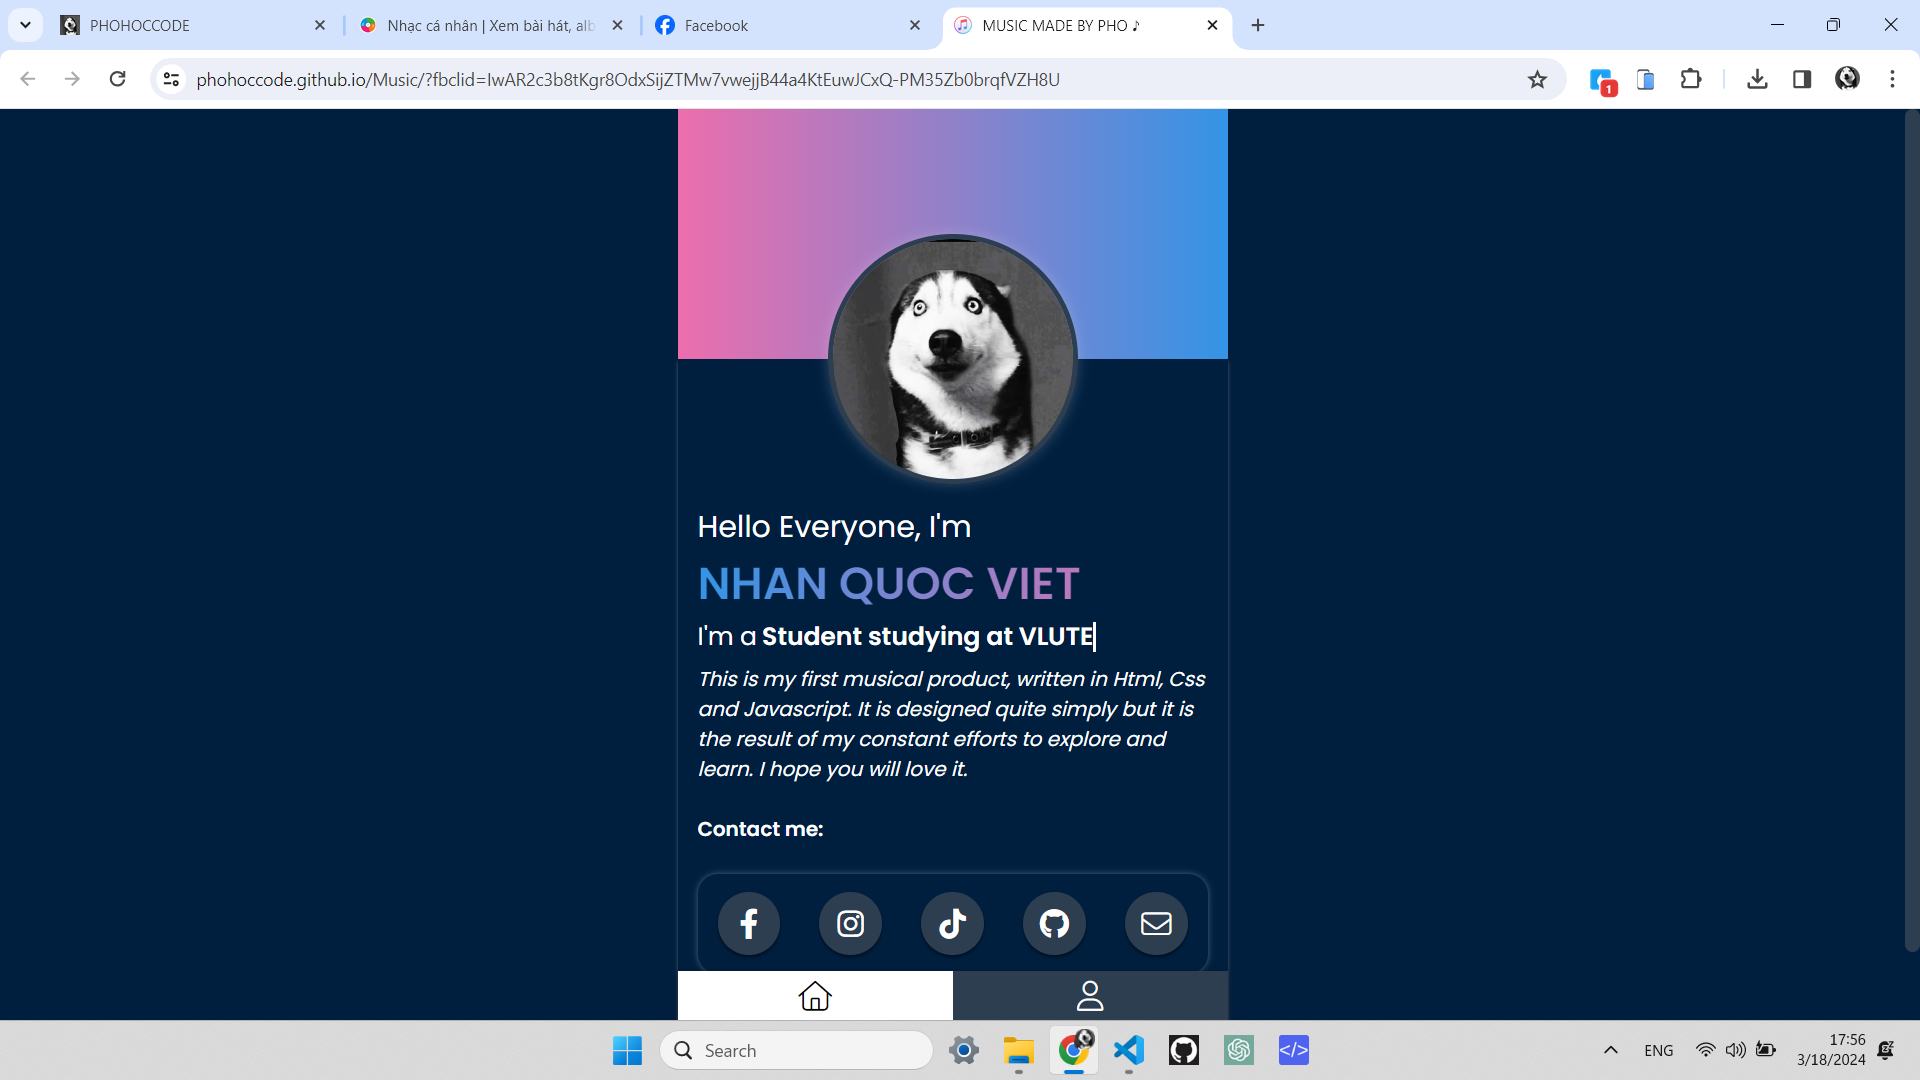 PHOHOCCODE
Nhạc cá nhân | Xem bài hát, alb
Facebook
MUSIC MADE BY PHO ♪
phohoccode.github.io/Music/?fbclid=IwAR2c3b8tKgr8OdxSijZTMw7vwejjB44a4KtEuwJCxQ-PM35Zb0brqfVZH8U
1
Hello Everyone, I'm
NHAN QUOC VIET
I'm a Student studying at VLUTE
This is my first musical product, written in Html, Css
and Javascript. It is designed quite simply but it is
the result of my constant efforts to explore and
learn. I hope you will love it.
Contact me:
Search
ENG
17:56
3/18/2024